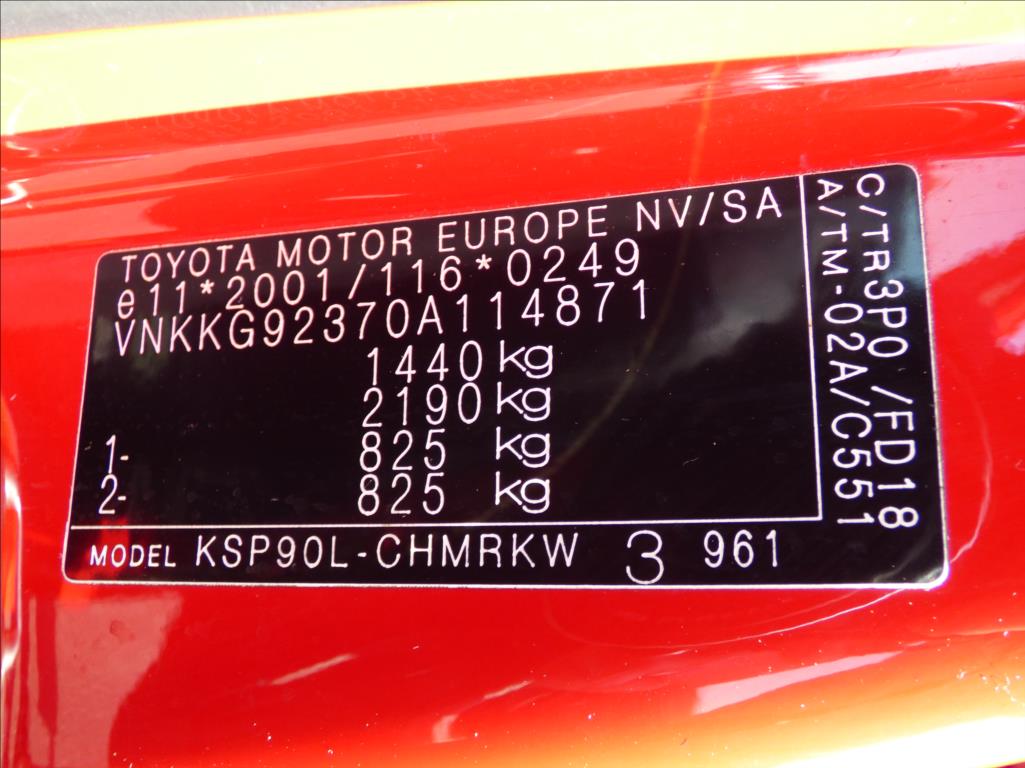 TOYOTA MOTOR EUROPE NV/SA
e11*2001/116*0249
VNKKG92370A114871
1440 kg
2190 kg
1- 825 kg
2- 825 kg
MODEL KSP90L-CHMRKW 3 961
C/TR3P0 /FD18
A/TM-02A/C551